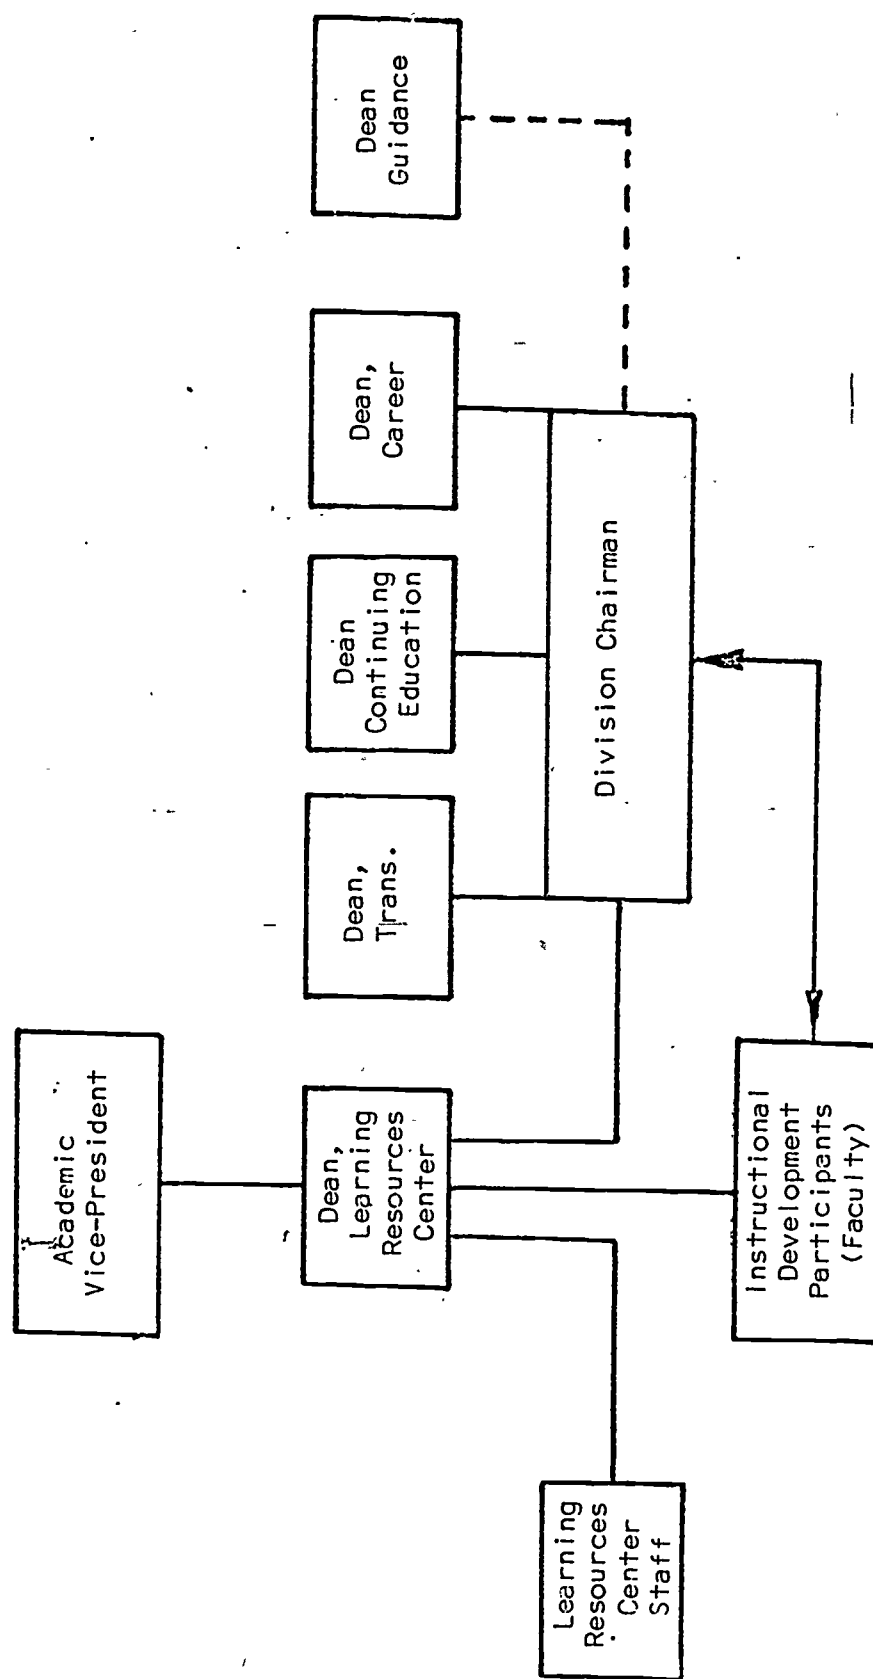 Academic
Vice-President
Dean,
Learning
Resources
Center
Dean,
Trans.
Dean
Continuing
Education
Dean,
Career
Dean
Guidance
Learning
Resources
Center
Staff
Division Chairman
Instructional
Development
Participants
(Faculty)